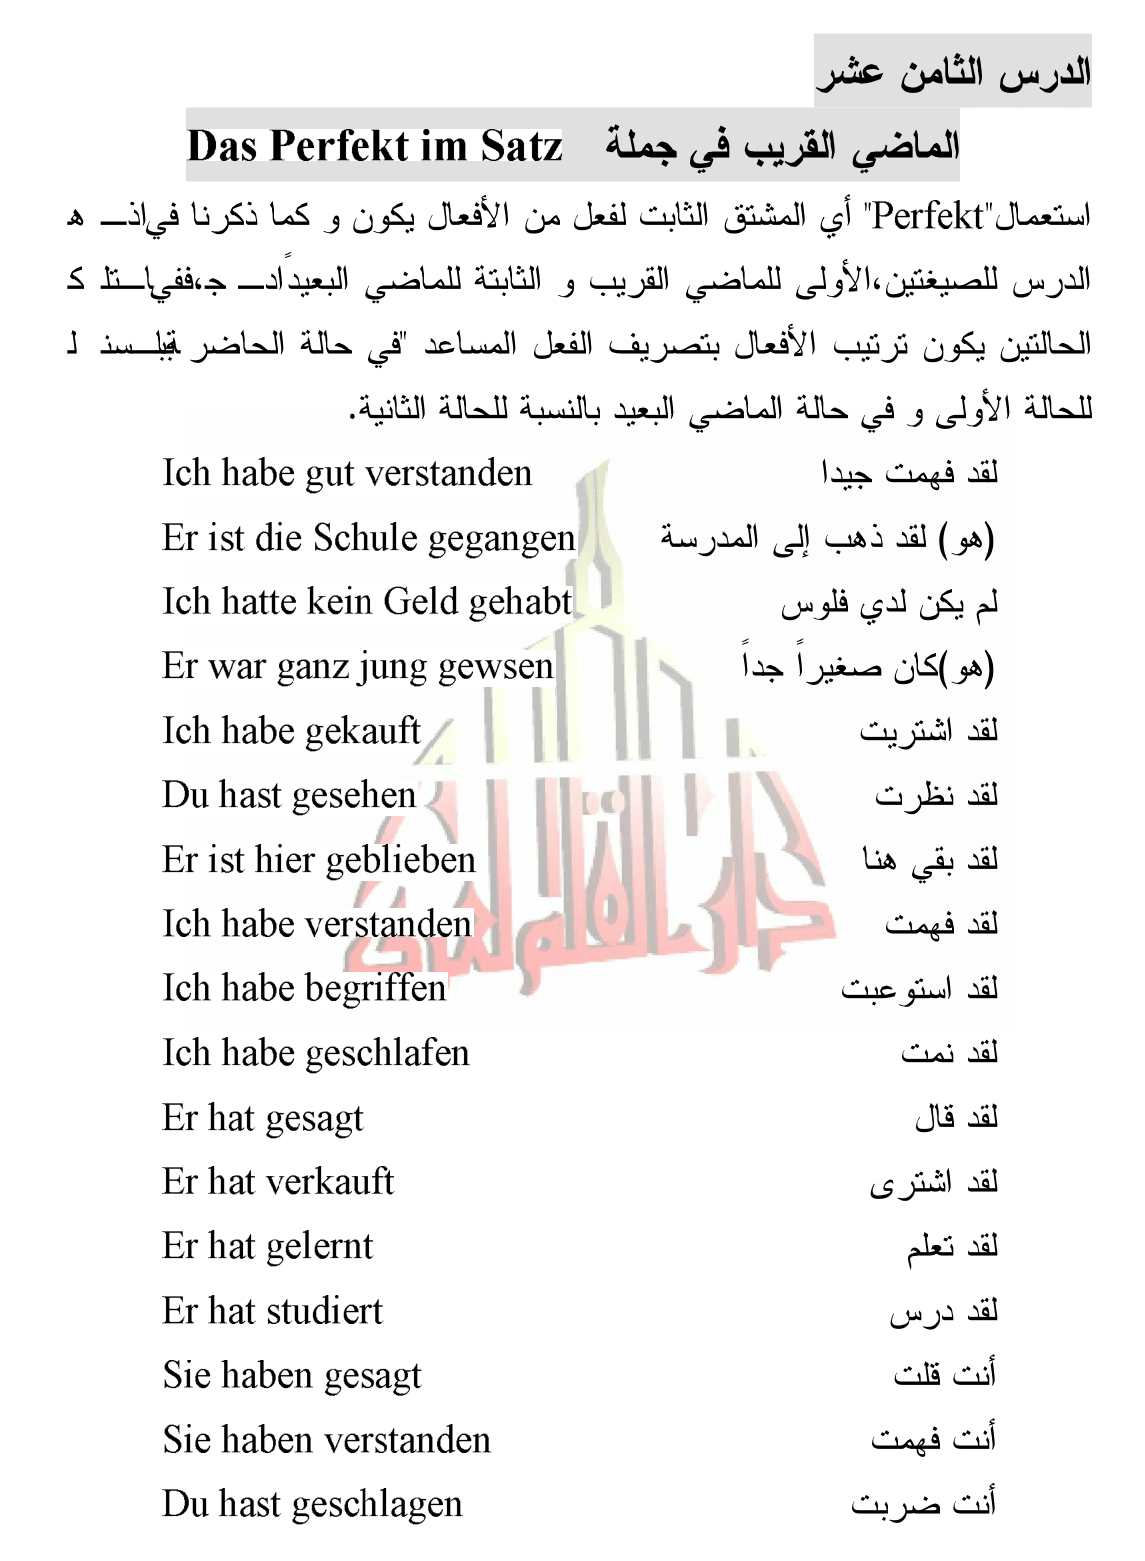 الدرس الثامن عشر
الماضي القريب في جملة Das Perfekt im Satz
استعمال"Perfekt" أي المشتق الثابت لفعل من الأفعال يكون و كما ذكرنا في
الدرس للصيغتين،الأولى للماضي القريب و الثابتة للماضي البعيد
الحالتين يكون ترتيب الأفعال بتصريف الفعل المساعد "في حالة الحاضر
للحالة الأولى و في حالة الماضي البعيد بالنسبة للحالة الثانية.
Ich habe gut verstanden لقد فهمت جيدا
Er ist die Schule gegangen (هو) لقد ذهب إلى المدرسة
Ich hatte kein Geld gehabt لم يكن لدي فلوس
Er war ganz jung gewsen (هو)كان صغيراً جداً
Ich habe gekauft لقد اشتريت
Du hast gesehen لقد نظرت
Er ist hier geblieben لقد بقي هنا
Ich habe verstanden لقد فهمت
Ich habe begriffen لقد استوعبت
Ich habe geschlafen لقد نمت
Er hat gesagt لقد قال
Er hat verkauft لقد اشترى
Er hat gelernt لقد تعلم
Er hat studiert لقد درس
Sie haben gesagt أنت قلت
Sie haben verstanden أنت فهمت
Du hast geschlagen أنت ضربت